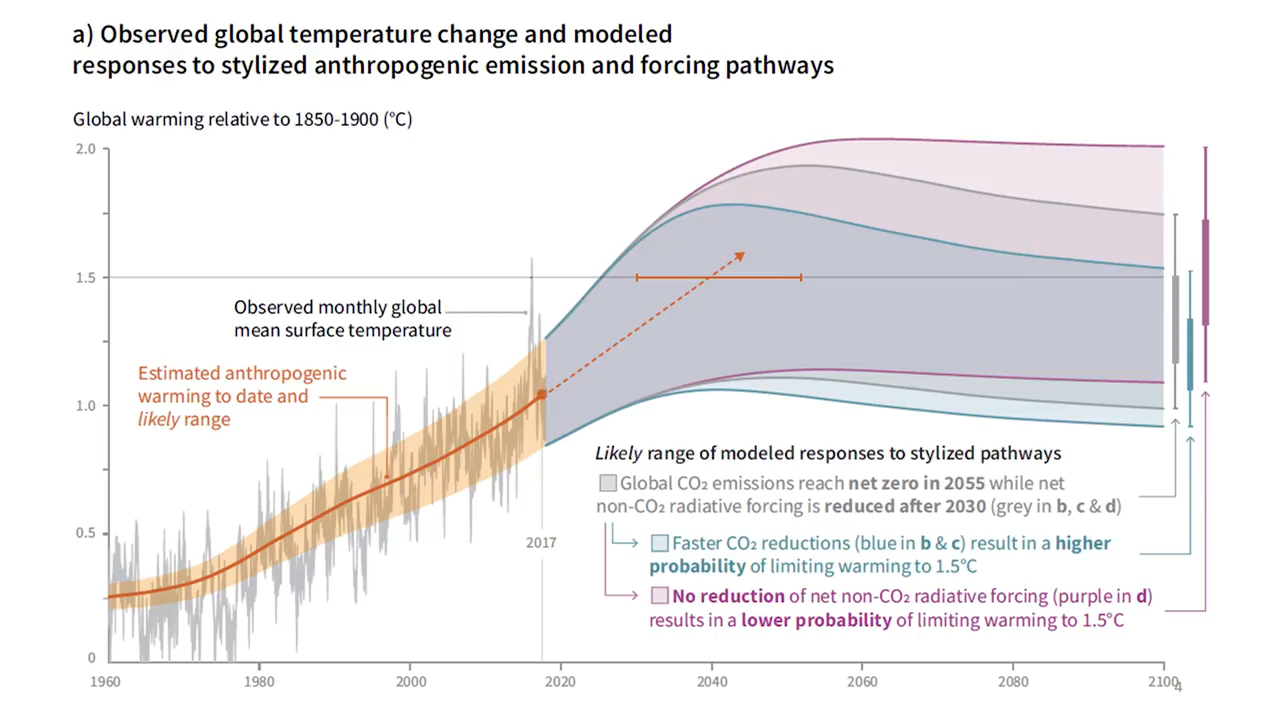 a) Observed global temperature change and modeled
responses to stylized anthropogenic emission and forcing pathways
Global warming relative to 1850-1900 (°C)
2.0
1.5
Observed monthly global
mean surface temperature
Estimated anthropogenic
warming to date and
likely range
1.0
Likely range of modeled responses to stylized pathways
Global CO₂ emissions reach net zero in 2055 while net
non-CO₂ radiative forcing is reduced after 2030 (grey in b, c & d)
0.5
2017
Faster CO₂ reductions (blue in b & c) result in a higher
probability of limiting warming to 1.5°C
No reduction of net non-CO₂ radiative forcing (purple in d)
results in a lower probability of limiting warming to 1.5°C
0
1960
1980
2000
2020
2040
2060
2080
2100
4